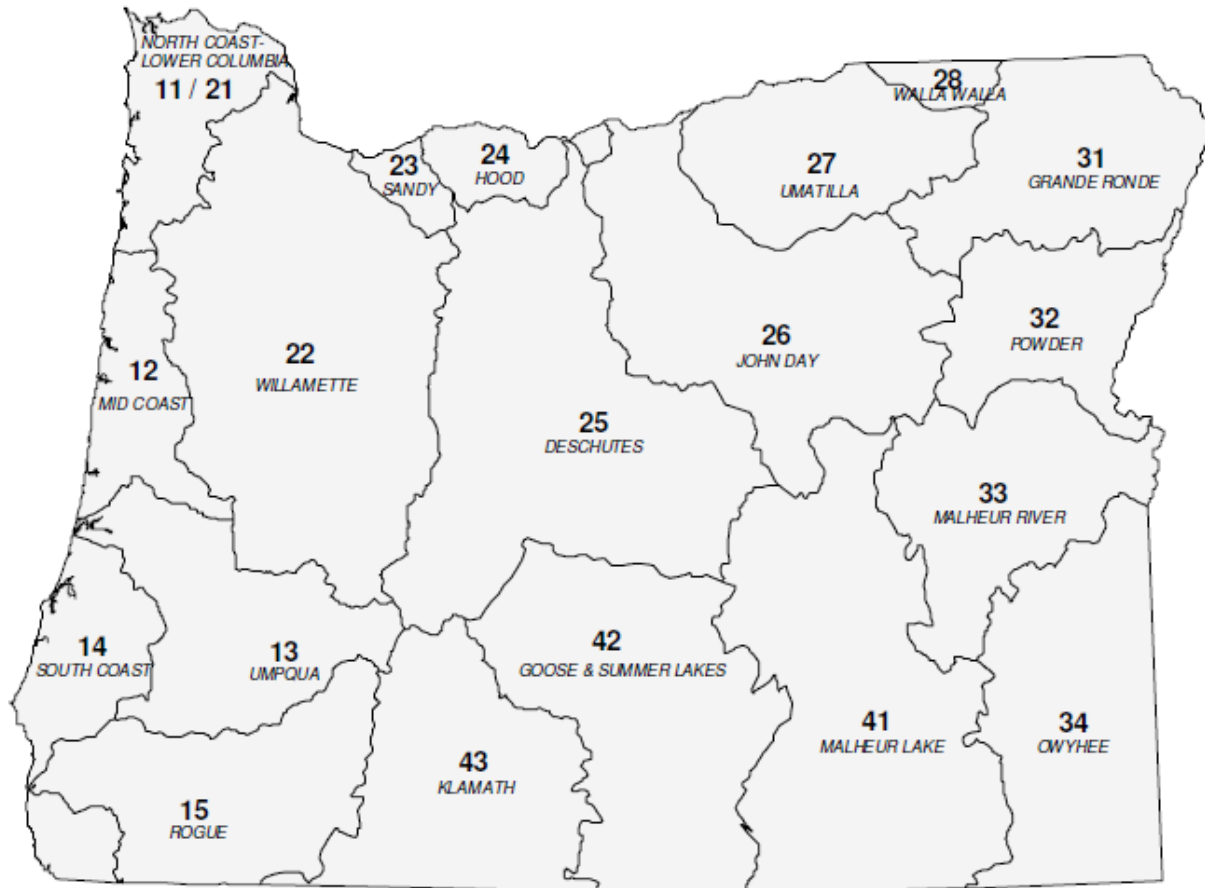 NORTH COAST-
LOWER COLUMBIA
11 / 21
28
WALLA WALLA
23
SANDY
24
HOOD
27
UMATILLA
31
GRANDE RONDE
22
WILLAMETTE
26
JOHN DAY
32
POWDER
12
MID COAST
25
DESCHUTES
33
MALHEUR RIVER
14
SOUTH COAST
13
UMPQUA
42
GOOSE & SUMMER LAKES
41
MALHEUR LAKE
34
OWYHEE
43
KLAMATH
15
ROGUE